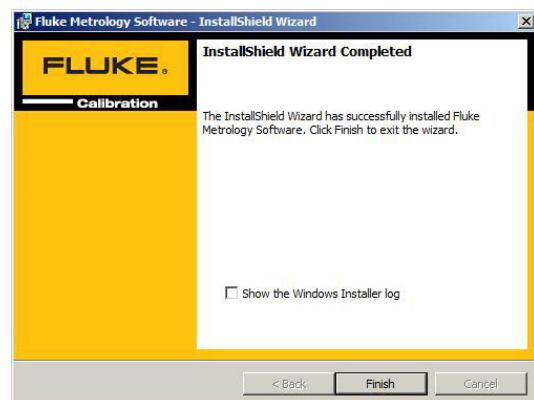 Fluke Metrology Software - InstallShield Wizard
FLUKE®
Calibration
InstallShield Wizard Completed
The InstallShield Wizard has successfully installed Fluke
Metrology Software. Click Finish to exit the wizard.
Show the Windows Installer log
< Back
Finish
Cancel